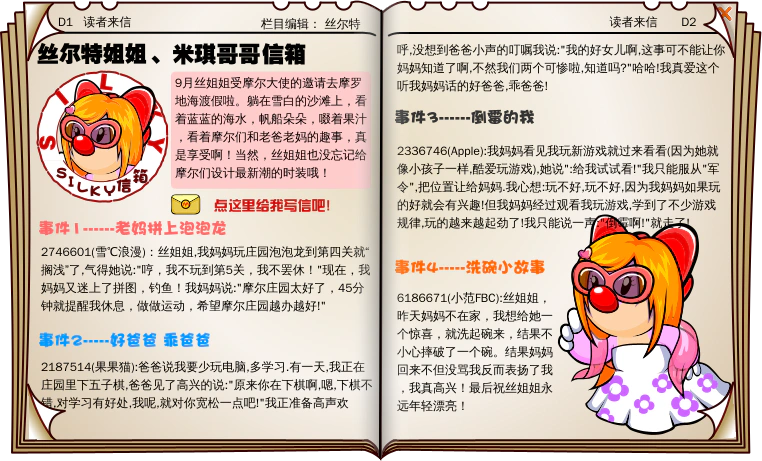 D1 读者来信
栏目编辑： 丝尔特
丝尔特姐姐、米琪哥哥信箱
SILKY
SILKY信箱
9月丝姐姐受摩尔大使的邀请去摩罗
地海渡假啦。躺在雪白的沙滩上，看
着蓝蓝的海水，帆船朵朵，啜着果汁
，看着摩尔们和老爸老妈的趣事，真
是享受啊！当然，丝姐姐也没忘记给
摩尔们设计最新潮的时装哦！
点这里给我写信吧!
事件1------老妈拼上泡泡龙
2746601(雪℃浪漫)：丝姐姐,我妈妈玩庄园泡泡龙到第四关就“
搁浅”了,气得她说:"哼，我不玩到第5关，我不罢休！"现在，我
妈妈又迷上了拼图，钓鱼！我妈妈说:"摩尔庄园太好了，45分
钟就提醒我休息，做做运动，希望摩尔庄园越办越好!"
事件2-----好爸爸 乖爸爸
2187514(果果猫):爸爸说我要少玩电脑,多学习.有一天,我正在
庄园里下五子棋,爸爸见了高兴的说:"原来你在下棋啊,嗯,下棋不
错,对学习有好处,我呢,就对你宽松一点吧!"我正准备高声欢
读者来信 D2
呼,没想到爸爸小声的叮嘱我说:"我的好女儿啊,这事可不能让你
妈妈知道了啊,不然我们两个可惨啦,知道吗?"哈哈!我真爱这个
听我妈妈话的好爸爸,乖爸爸!
事件3------倒霉的我
2336746(Apple):我妈妈看见我玩新游戏就过来看看(因为她就
像小孩子一样,酷爱玩游戏),她说":给我试试看!"我只能服从"军
令",把位置让给妈妈.我心想:玩不好,玩不好,因为我妈妈如果玩
的好就会有兴趣!但我妈妈经过观看我玩游戏,学到了不少游戏
规律,玩的越来越起劲了!我只能说一声:"倒霉啊!"就走了!
事件4-----洗碗小故事
6186671(小范FBC):丝姐姐，
昨天妈妈不在家，我想给她一
个惊喜，就洗起碗来，结果不
小心摔破了一个碗。结果妈妈
回来不但没骂我反而表扬了我
，我真高兴！最后祝丝姐姐永
远年轻漂亮！